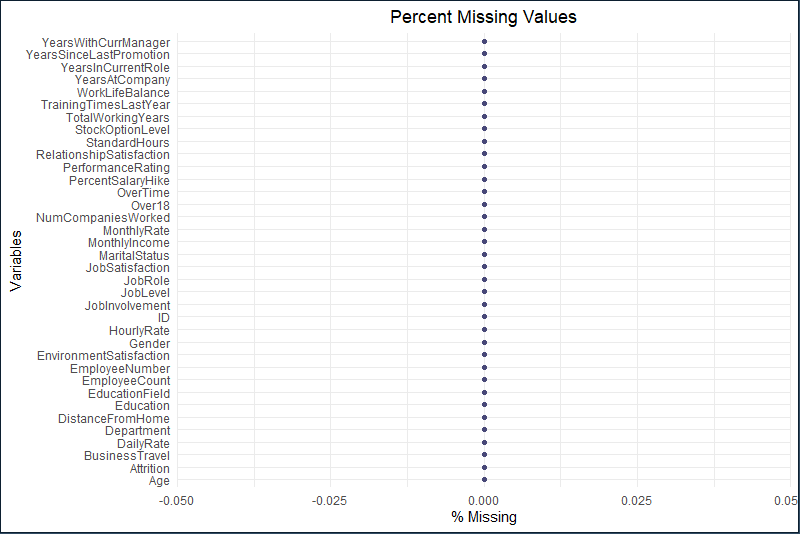 Percent Missing Values
Variables
YearsWithCurrManager
YearsSinceLastPromotion
YearsInCurrentRole
YearsAtCompany
WorkLifeBalance
TrainingTimesLastYear
TotalWorkingYears
StockOptionLevel
StandardHours
RelationshipSatisfaction
PerformanceRating
PercentSalaryHike
OverTime
Over18
NumCompaniesWorked
MonthlyRate
MonthlyIncome
MaritalStatus
JobSatisfaction
JobRole
JobLevel
JobInvolvement
ID
HourlyRate
Gender
EnvironmentSatisfaction
EmployeeNumber
EmployeeCount
EducationField
Education
DistanceFromHome
Department
DailyRate
BusinessTravel
Attrition
Age
-0.050 -0.025 0.000 0.025 0.05
% Missing